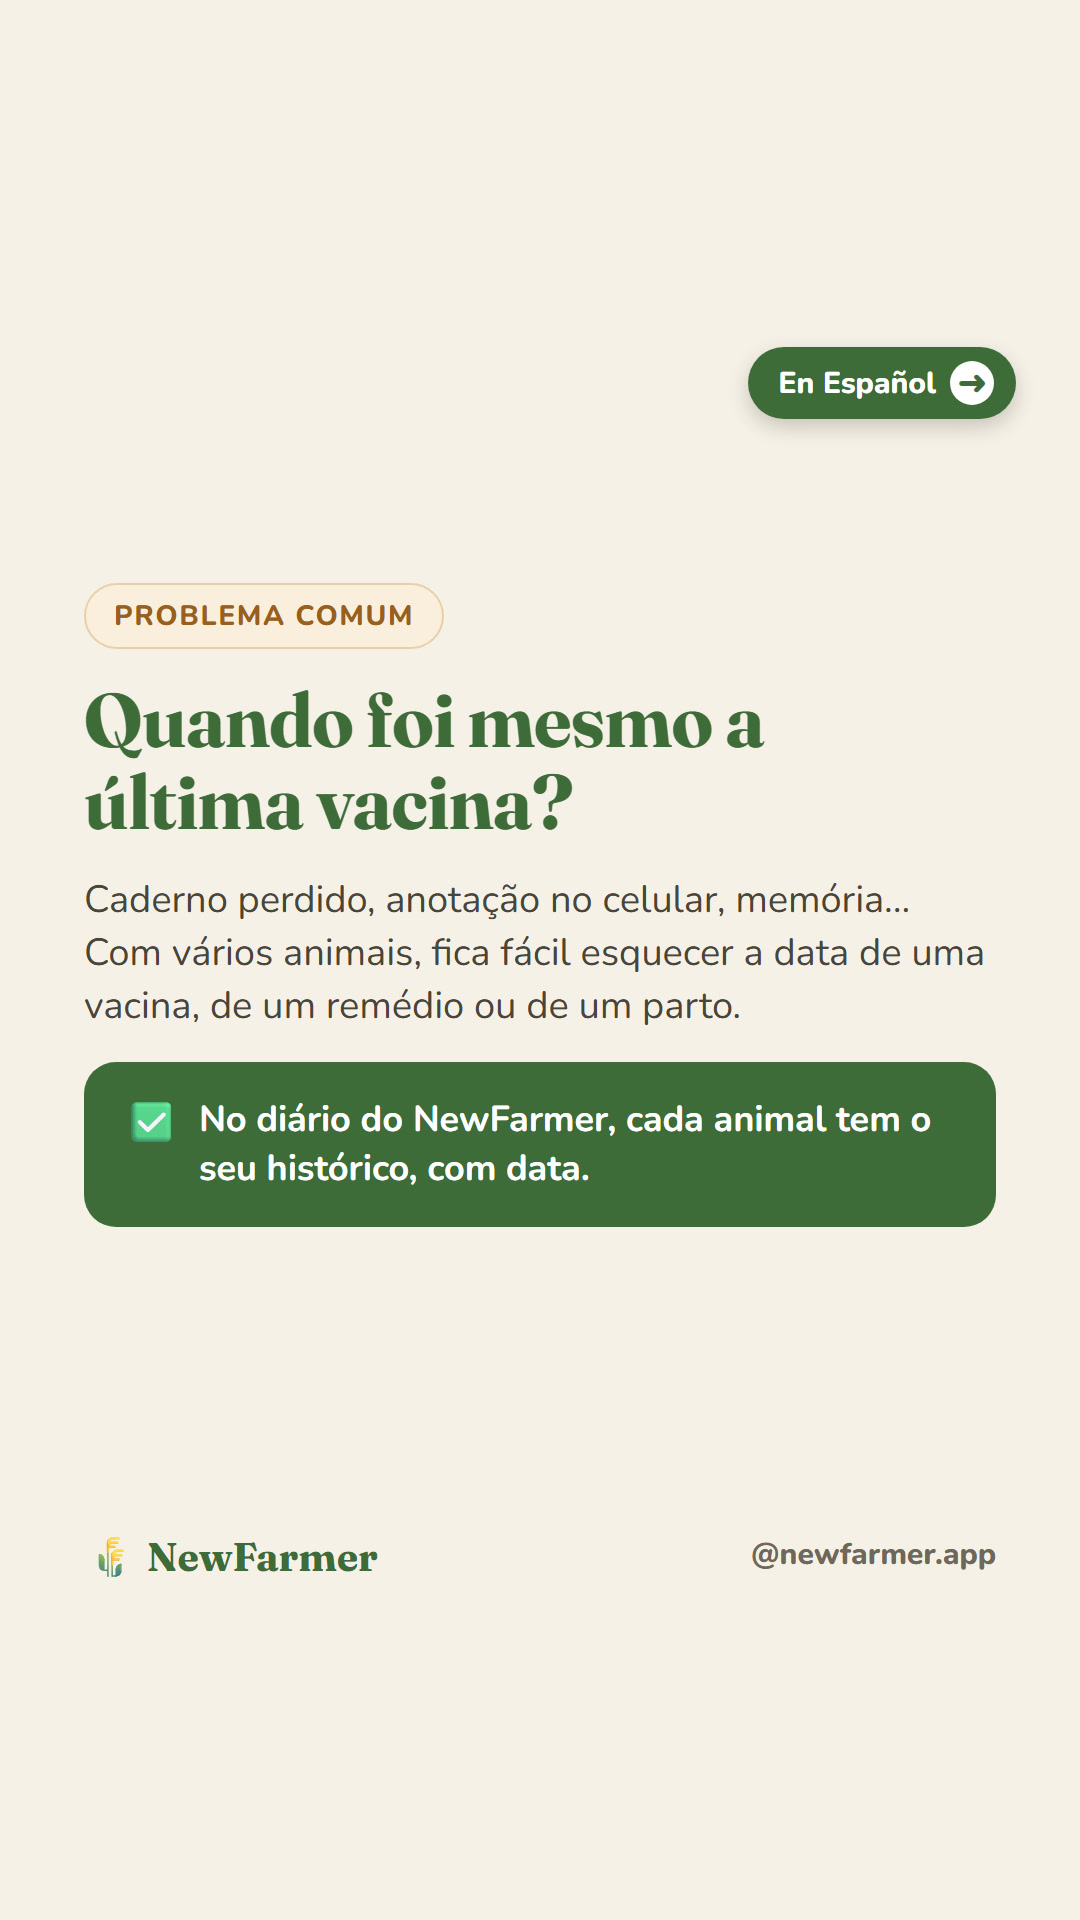 En Español
PROBLEMA COMUM
Quando foi mesmo a
última vacina?
Caderno perdido, anotação no celular, memória...
Com vários animais, fica fácil esquecer a data de uma
vacina, de um remédio ou de um parto.
No diário do NewFarmer, cada animal tem o
seu histórico, com data.
NewFarmer
@newfarmer.app